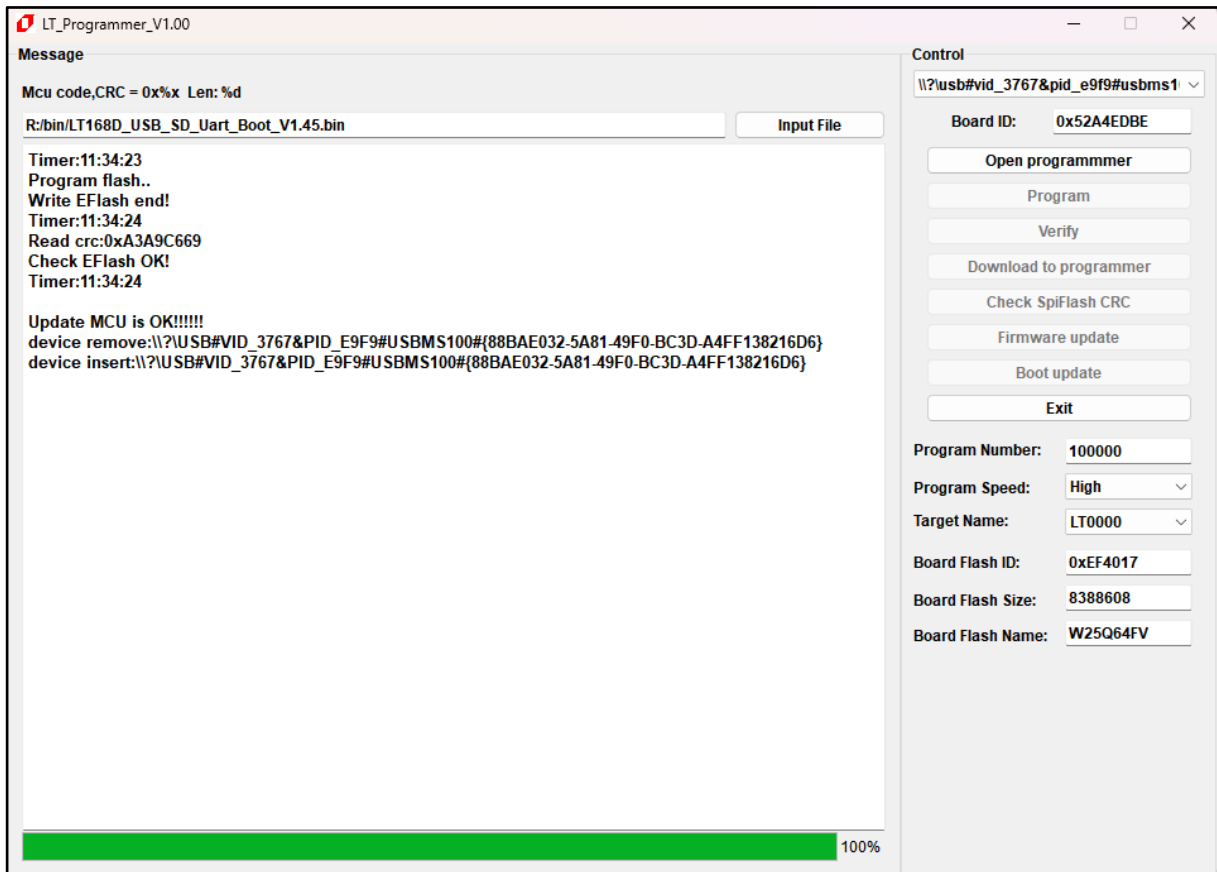 LT_Programmer_V1.00
Message
Mcu code,CRC = 0x%x  Len: %d
R:/bin/LT168D_USB_SD_Uart_Boot_V1.45.bin
Input File
Timer:11:34:23
Program flash..
Write EFlash end!
Timer:11:34:24
Read crc:0xA3A9C669
Check EFlash OK!
Timer:11:34:24
Update MCU is OK!!!!!!
device remove:\\?\USB#VID_3767&PID_E9F9#USBMS100#{88BAE032-5A81-49F0-BC3D-A4FF138216D6}
device insert:\\?\USB#VID_3767&PID_E9F9#USBMS100#{88BAE032-5A81-49F0-BC3D-A4FF138216D6}
100%
Control
\\?\usb#vid_3767&pid_e9f9#usbms1
Board ID: 0x52A4EDBE
Open programmmer
Program
Verify
Download to programmer
Check SpiFlash CRC
Firmware update
Boot update
Exit
Program Number: 100000
Program Speed: High
Target Name: LT0000
Board Flash ID: 0xEF4017
Board Flash Size: 8388608
Board Flash Name: W25Q64FV